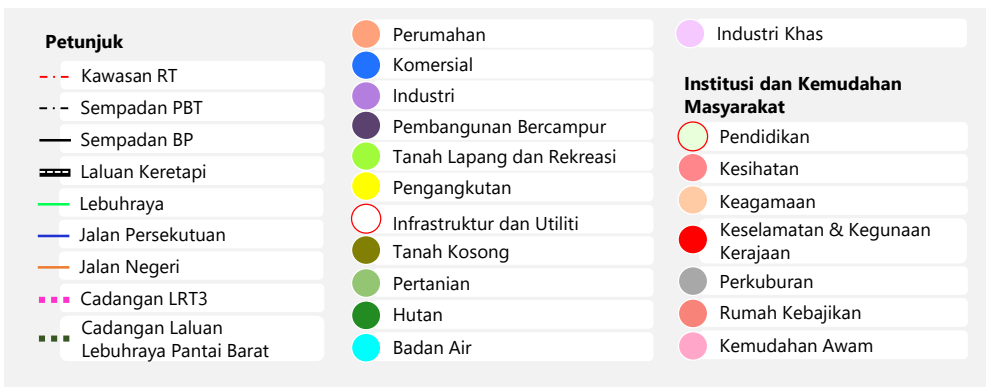 Petunjuk
Kawasan RT
Sempadan PBT
Sempadan BP
Laluan Keretapi
Lebuhraya
Jalan Persekutuan
Jalan Negeri
Cadangan LRT3
Cadangan Laluan
Lebuhraya Pantai Barat
Perumahan
Komersial
Industri
Pembangunan Bercampur
Tanah Lapang dan Rekreasi
Pengangkutan
Infrastruktur dan Utiliti
Tanah Kosong
Pertanian
Hutan
Badan Air
Industri Khas
Institusi dan Kemudahan
Masyarakat
Pendidikan
Kesihatan
Keagamaan
Keselamatan & Kegunaan
Kerajaan
Perkuburan
Rumah Kebajikan
Kemudahan Awam